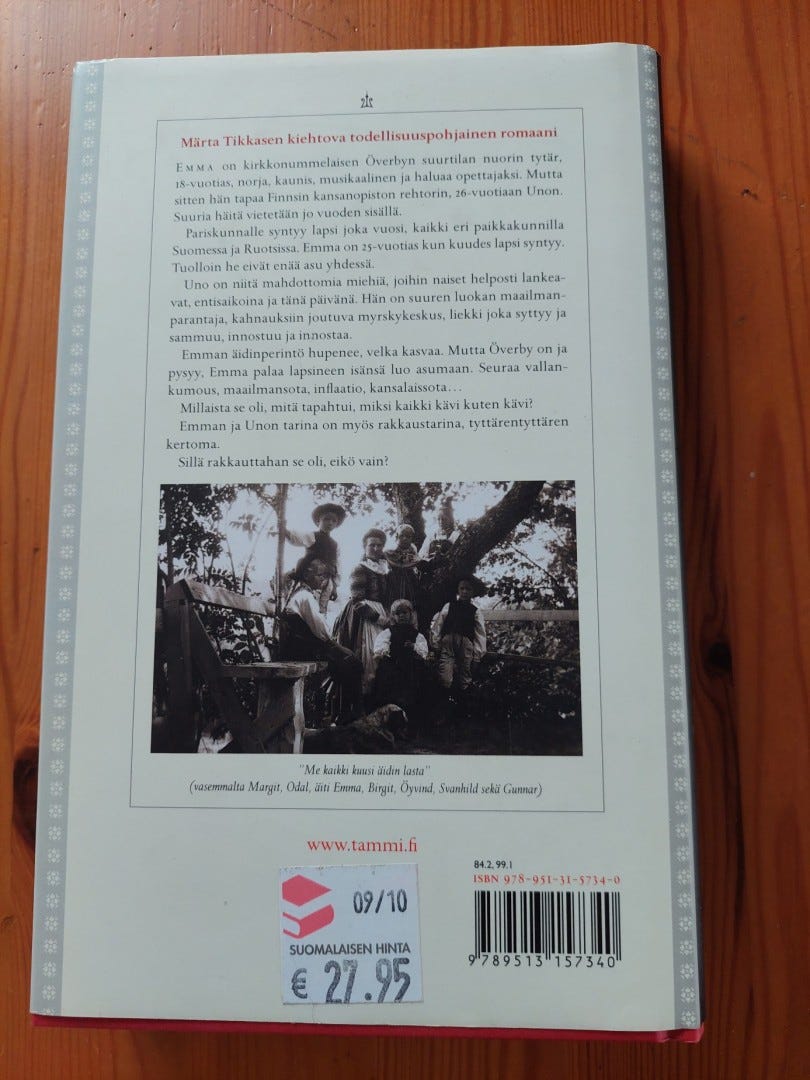 Märta Tikkasen kiehtova todellisuuspohjainen romaani
EMMA on kirkkonummelaisen Överbyn suurtilan nuorin tytär,
18-vuotias, norja, kaunis, musikaalinen ja haluaa opettajaksi. Mutta
sitten hän tapaa Finnsin kansanopiston rehtorin, 26-vuotiaan Unon.
Suuria häitä vietetään jo vuoden sisällä.
Pariskunnalle syntyy lapsi joka vuosi, kaikki eri paikkakunnilla
Suomessa ja Ruotsissa. Emma on 25-vuotias kun kuudes lapsi syntyy.
Tuolloin he eivät enää asu yhdessä.
Uno on niitä mahdottomia miehiä, joihin naiset helposti lankea-
vat, entisaikoina ja tänä päivänä. Hän on suuren luokan maailman-
parantaja, kahnauksiin joutuva myrskykeskus, liekki joka syttyy ja
sammuu, innostuu ja innostaa.
Emman äidinperintö hupenee, velka kasvaa. Mutta Överby on ja
pysyy, Emma palaa lapsineen isänsä luo asumaan. Seuraa vallan-
kumous, maailmansota, inflaatio, kansalaissota...
Millaista se oli, mitä tapahtui, miksi kaikki kävi kuten kävi?
Emman ja Unon tarina on myös rakkaustarina, tyttärentyttären
kertoma.
Sillä rakkauttahan se oli, eikö vain?
"Me kaikki kuusi äidin lasta"
(vasemmalta Margit, Odal, äiti Emma, Birgit, Öyvind, Svanhild sekä Gunnar)
www.tammi.fi
84.2, 99.1
ISBN 978-951-31-5734-0
9 789513 157340
09/10
SUOMALAISEN HINTA
€ 27.95